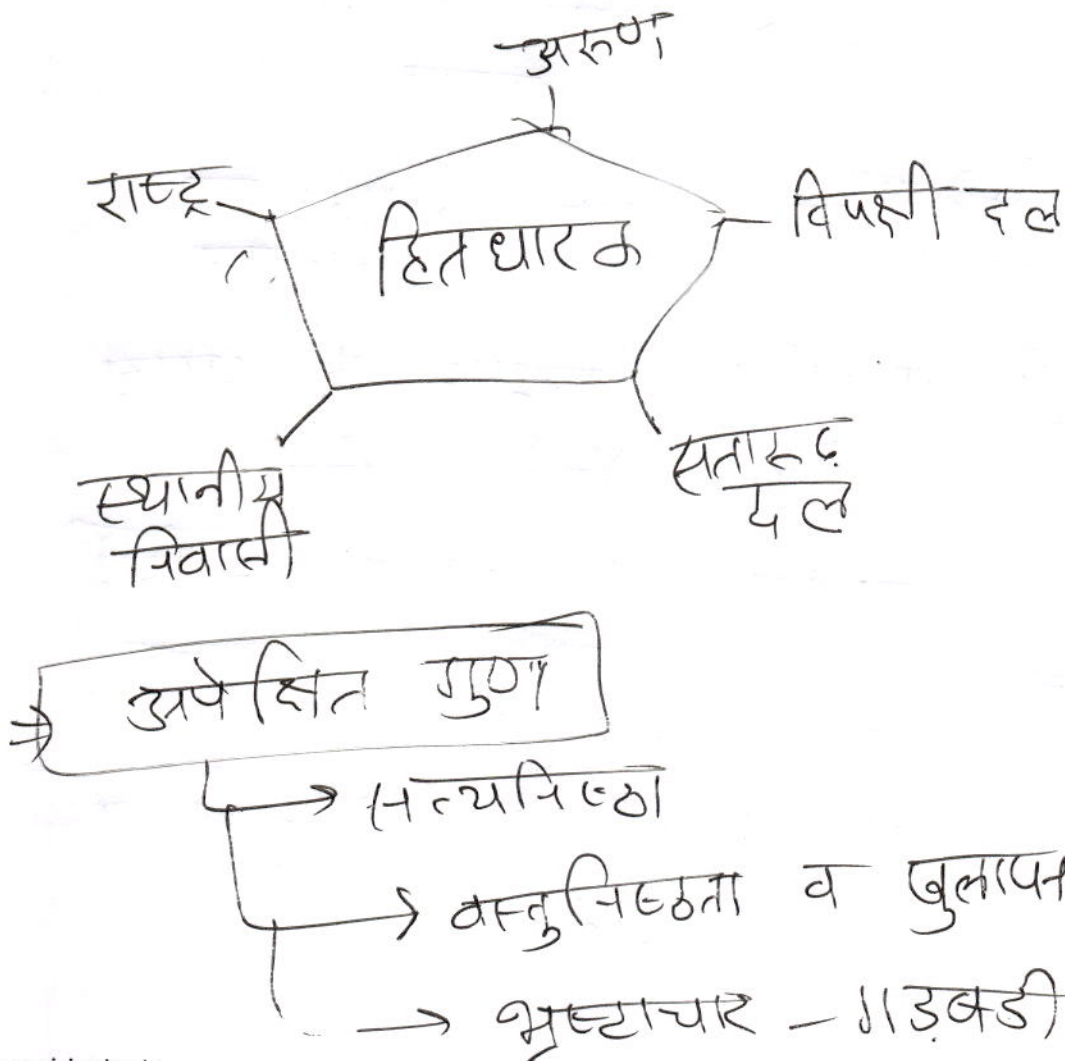 अरुण
राष्ट्र
विपक्षी दल
हितधारक
स्थानीय
निवासी
सतारूढ़
दल
⇒ अपेक्षित गुण
→ सत्यनिष्ठा
→ वस्तुनिष्ठता व खुलापन
→ भ्रष्टाचार - गड़बडी